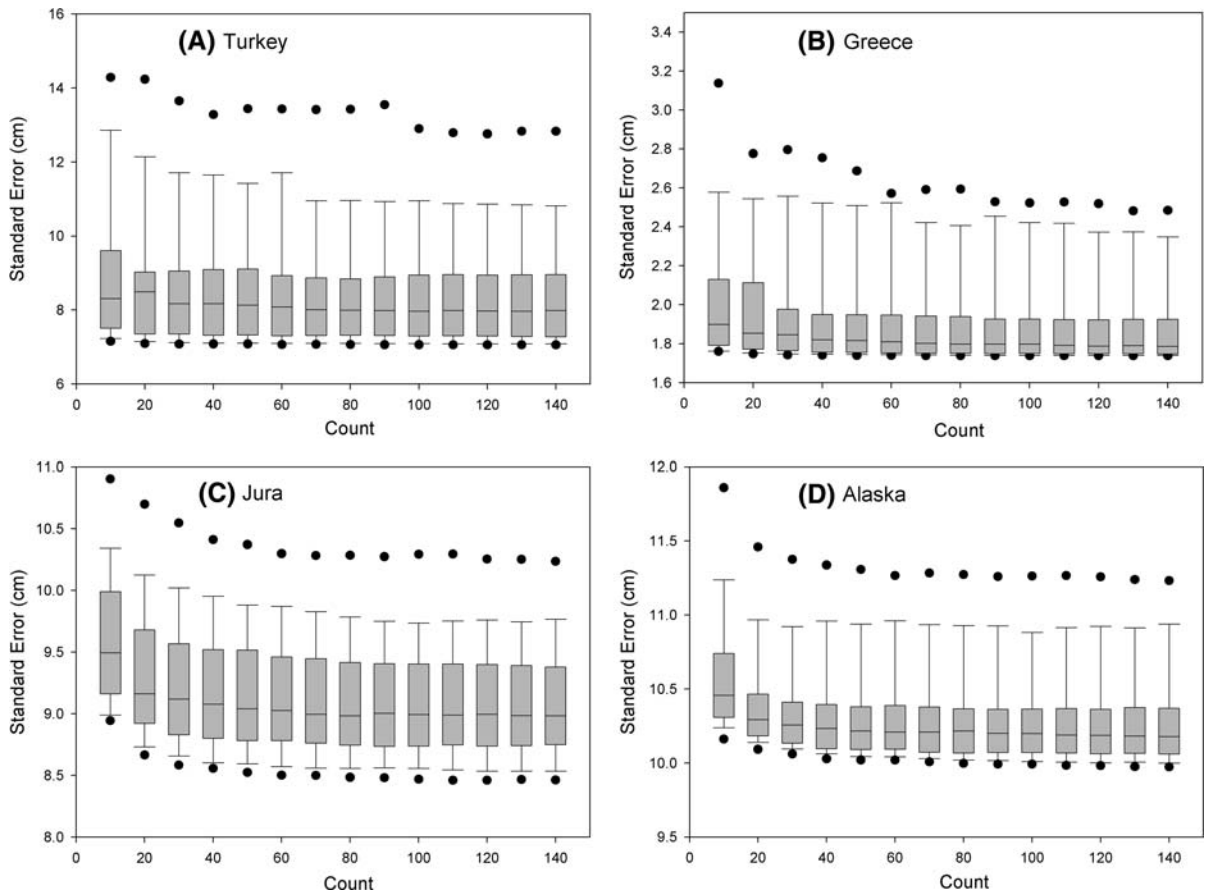 (A) Turkey
Standard Error (cm)
16
14
12
10
8
6
0 20 40 60 80 100 120 140
Count
(B) Greece
Standard Error (cm)
3.4
3.2
3.0
2.8
2.6
2.4
2.2
2.0
1.8
1.6
0 20 40 60 80 100 120 140
Count
(C) Jura
Standard Error (cm)
11.0
10.5
10.0
9.5
9.0
8.5
8.0
0 20 40 60 80 100 120 140
Count
(D) Alaska
Standard Error (cm)
12.0
11.5
11.0
10.5
10.0
9.5
0 20 40 60 80 100 120 140
Count